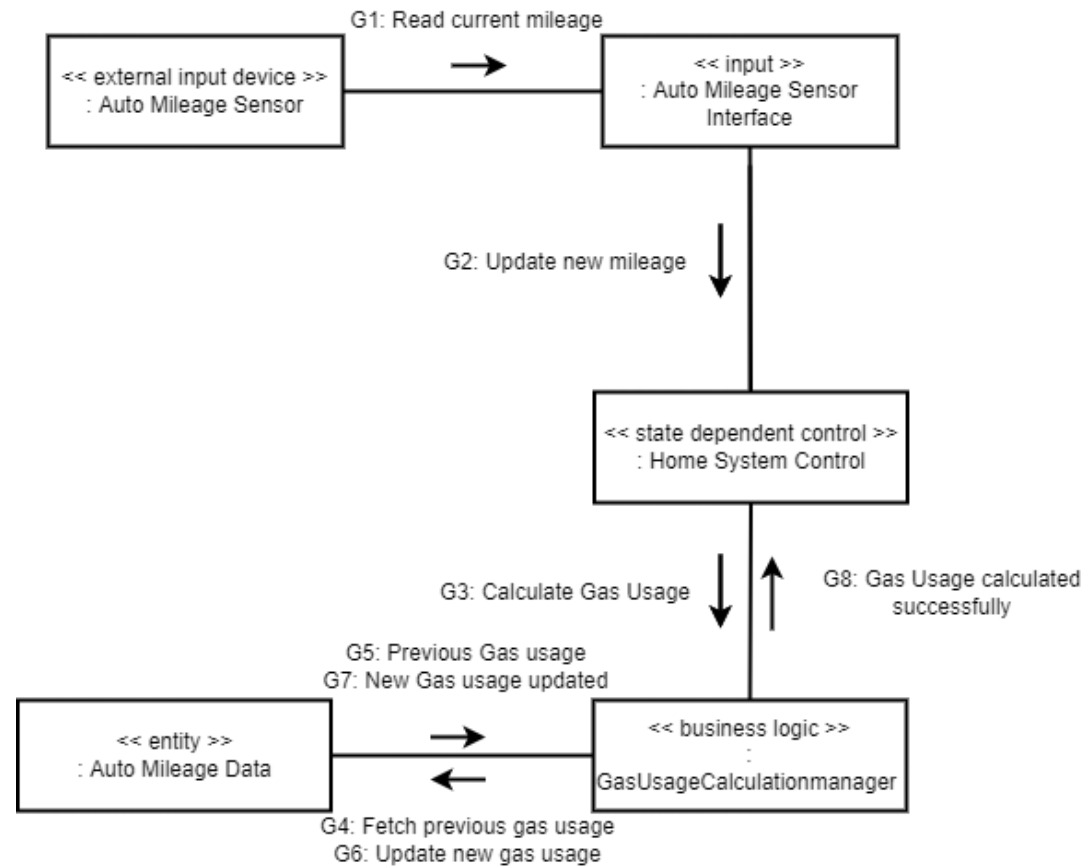 G1: Read current mileage
<< external input device >>
: Auto Mileage Sensor
<< input >>
: Auto Mileage Sensor
Interface
G2: Update new mileage
<< state dependent control >>
: Home System Control
G3: Calculate Gas Usage
G8: Gas Usage calculated
successfully
G5: Previous Gas usage
G7: New Gas usage updated
<< entity >>
: Auto Mileage Data
<< business logic >>
:
GasUsageCalculationmanager
G4: Fetch previous gas usage
G6: Update new gas usage